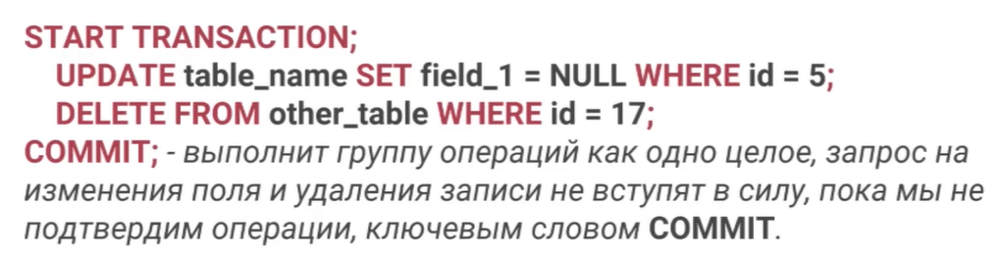 START TRANSACTION;
UPDATE table_name SET field_1 = NULL WHERE id = 5;
DELETE FROM other_table WHERE id = 17;
COMMIT; - выполнит группу операций как одно целое, запрос на
изменения поля и удаления записи не вступят в силу, пока мы не
подтвердим операции, ключевым словом COMMIT.